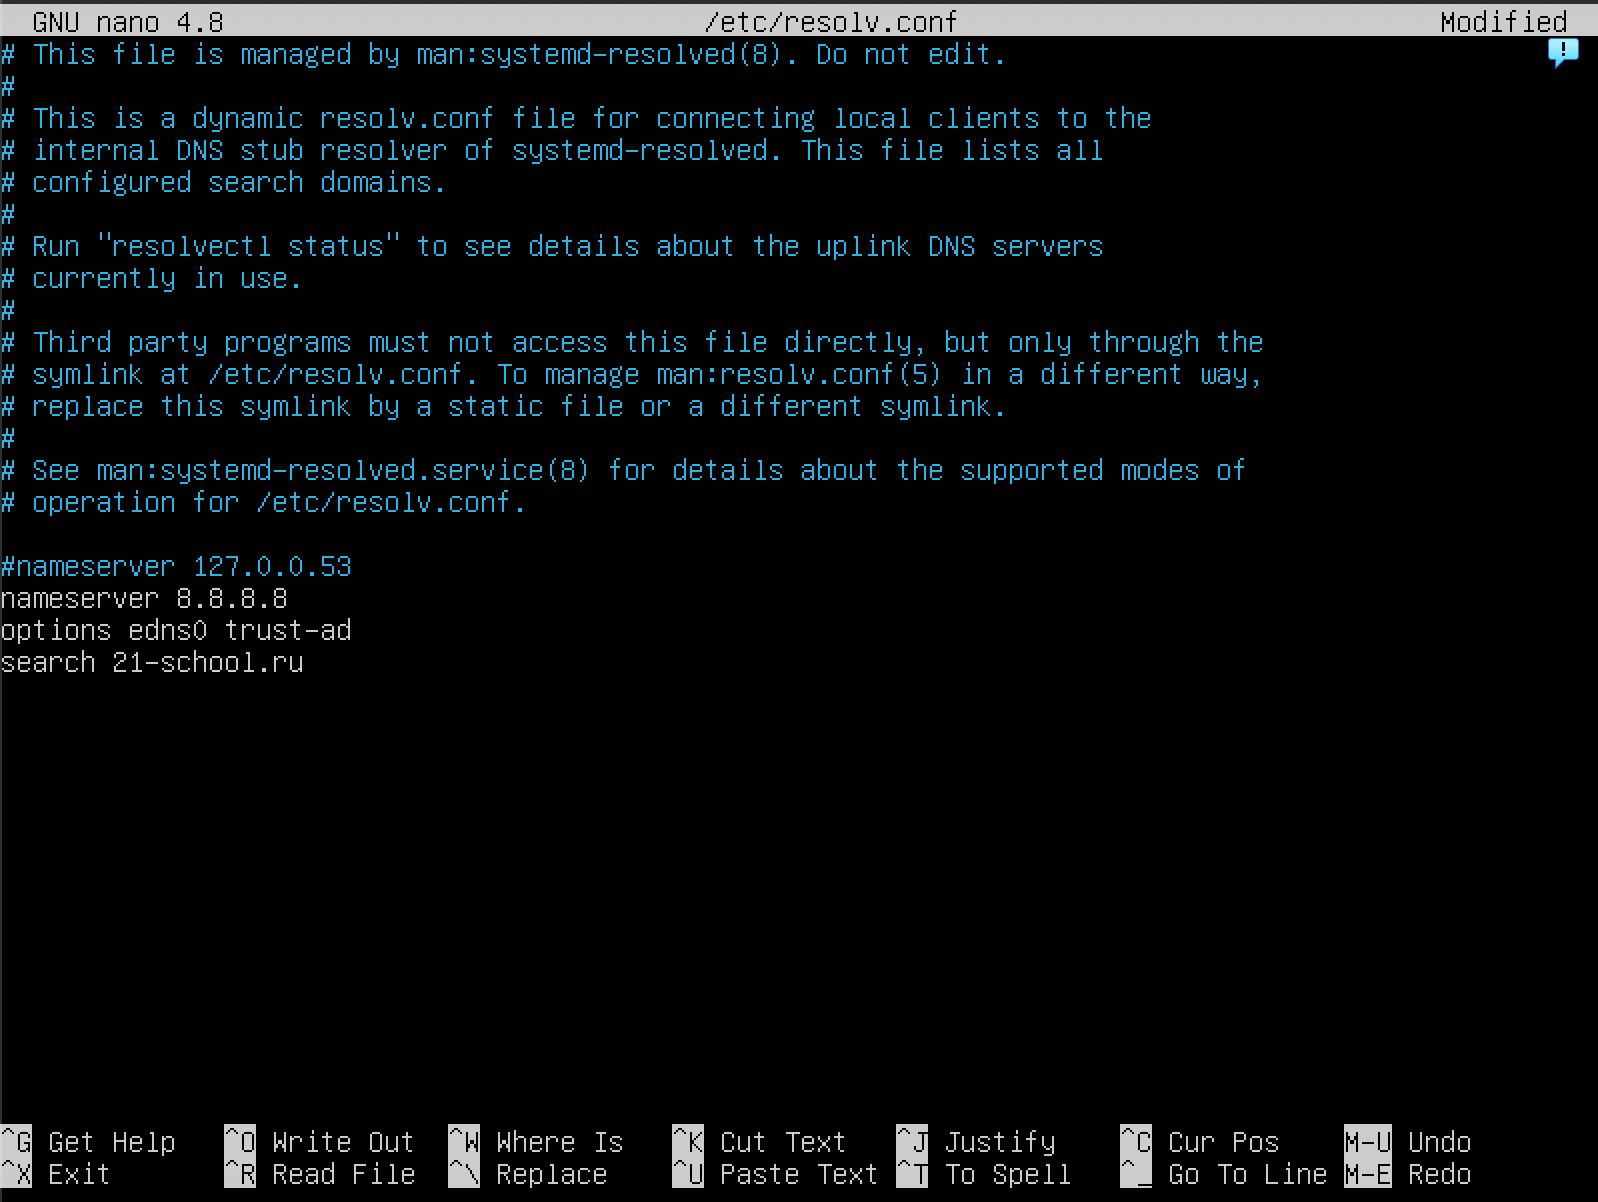 GNU nano 4.8 /etc/resolv.conf Modified
# This file is managed by man:systemd-resolved(8). Do not edit.
#
# This is a dynamic resolv.conf file for connecting local clients to the
# internal DNS stub resolver of systemd-resolved. This file lists all
# configured search domains.
#
# Run "resolvectl status" to see details about the uplink DNS servers
# currently in use.
#
# Third party programs must not access this file directly, but only through the
# symlink at /etc/resolv.conf. To manage man:resolv.conf(5) in a different way,
# replace this symlink by a static file or a different symlink.
#
# See man:systemd-resolved.service(8) for details about the supported modes of
# operation for /etc/resolv.conf.
#nameserver 127.0.0.53
nameserver 8.8.8.8
options edns0 trust-ad
search 21-school.ru
^G Get Help ^O Write Out ^W Where Is ^K Cut Text ^J Justify ^C Cur Pos M-U Undo
^X Exit ^R Read File ^\ Replace ^U Paste Text ^T To Spell ^_ Go To Line M-E Redo